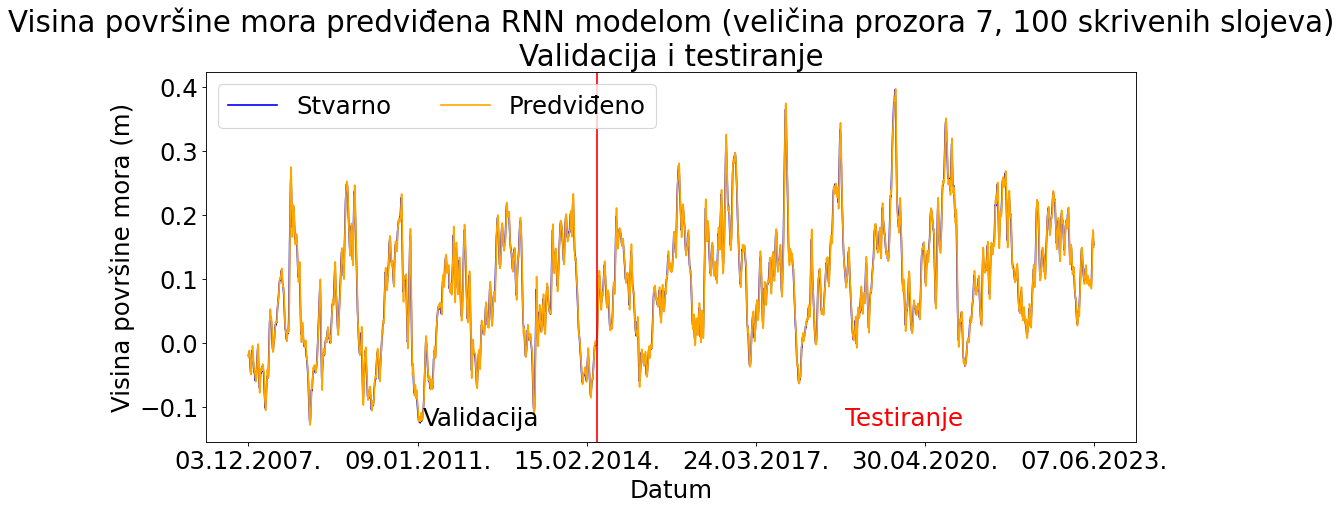 Visina površine mora predviđena RNN modelom (veličina prozora 7, 100 skrivenih slojeva)
Validacija i testiranje
Stvarno
Predviđeno
Visina površine mora (m)
0.4
0.3
0.2
0.1
0.0
−0.1
Validacija
Testiranje
03.12.2007.
09.01.2011.
15.02.2014.
24.03.2017.
30.04.2020.
07.06.2023.
Datum